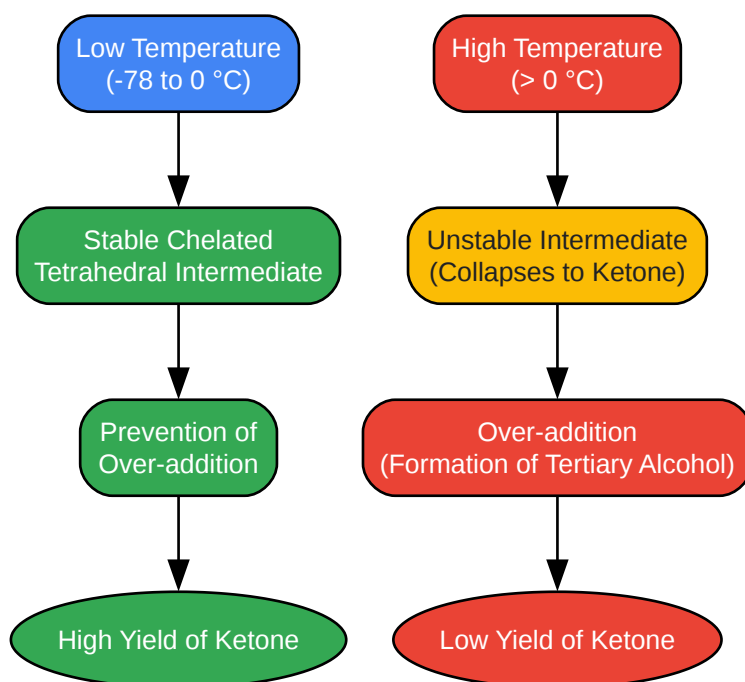 Low Temperature
(-78 to 0 °C)
Stable Chelated
Tetrahedral Intermediate
Prevention of
Over-addition
High Yield of Ketone
High Temperature
(> 0 °C)
Unstable Intermediate
(Collapses to Ketone)
Over-addition
(Formation of Tertiary Alcohol)
Low Yield of Ketone